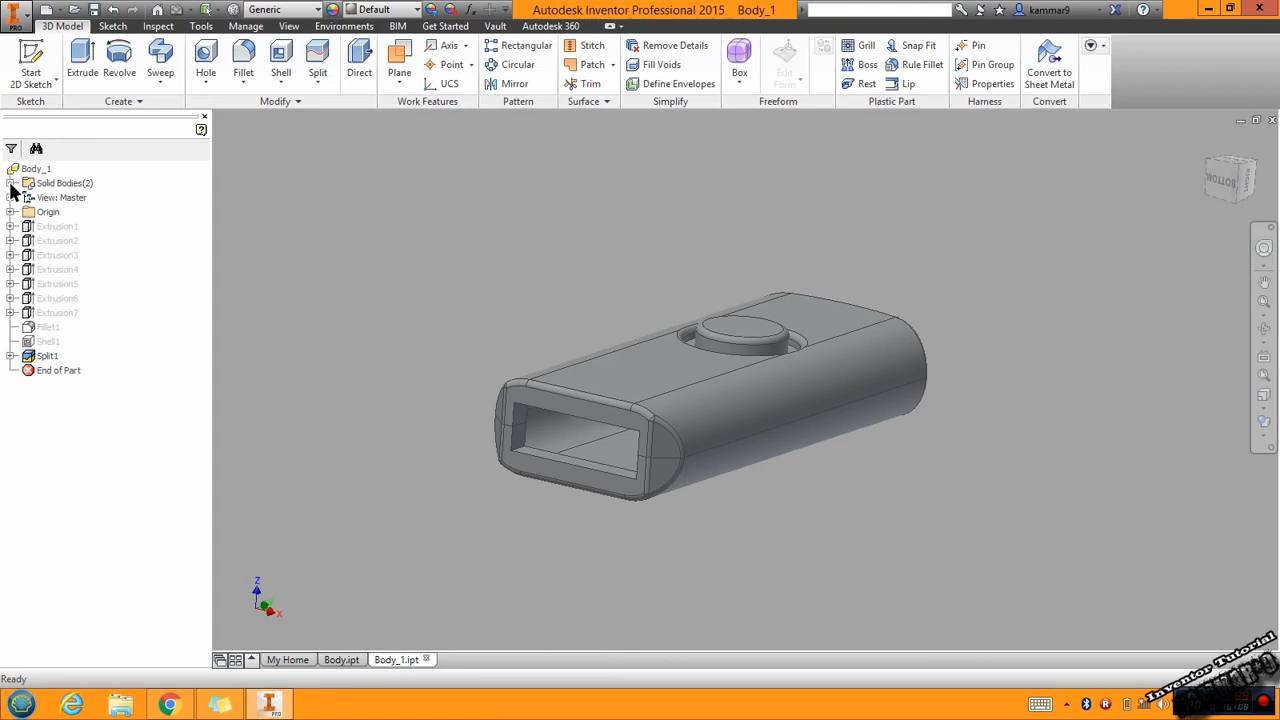 Generic
Default
Autodesk Inventor Professional 2015 Body_1
kammar9
PRO
3D Model Sketch Inspect Tools Manage View Environments BIM Get Started Vault Autodesk 360
Start
2D Sketch
Extrude Revolve Sweep
Hole Fillet Shell Split
Direct
Plane
Axis
Point
UCS
Rectangular
Circular
Mirror
Stitch
Patch
Trim
Remove Details
Fill Voids
Define Envelopes
Box
Edit
Form
Grill
Boss
Rest
Snap Fit
Rule Fillet
Lip
Pin
Pin Group
Properties
Convert to
Sheet Metal
Sketch Create Modify Work Features Pattern Surface Simplify Freeform Plastic Part Harness Convert
Body_1
Solid Bodies(2)
View: Master
Origin
Extrusion1
Extrusion2
Extrusion3
Extrusion4
Extrusion5
Extrusion6
Extrusion7
Fillet1
Shell1
Split1
End of Part
BOTTOM
RIGHT
Z
X
My Home Body.ipt Body_1.ipt
Ready
PRO
Inventor Tutorial